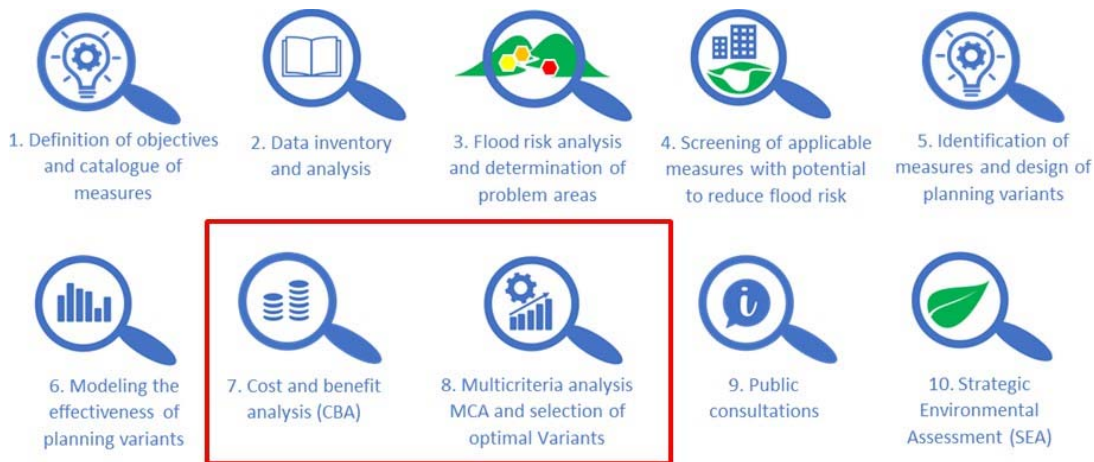 1. Definition of objectives
and catalogue of
measures
2. Data inventory
and analysis
3. Flood risk analysis
and determination of
problem areas
4. Screening of applicable
measures with potential
to reduce flood risk
5. Identification of
measures and design of
planning variants
6. Modeling the
effectiveness of
planning variants
7. Cost and benefit
analysis (CBA)
8. Multicriteria analysis
MCA and selection of
optimal Variants
i
9. Public
consultations
10. Strategic
Environmental
Assessment (SEA)